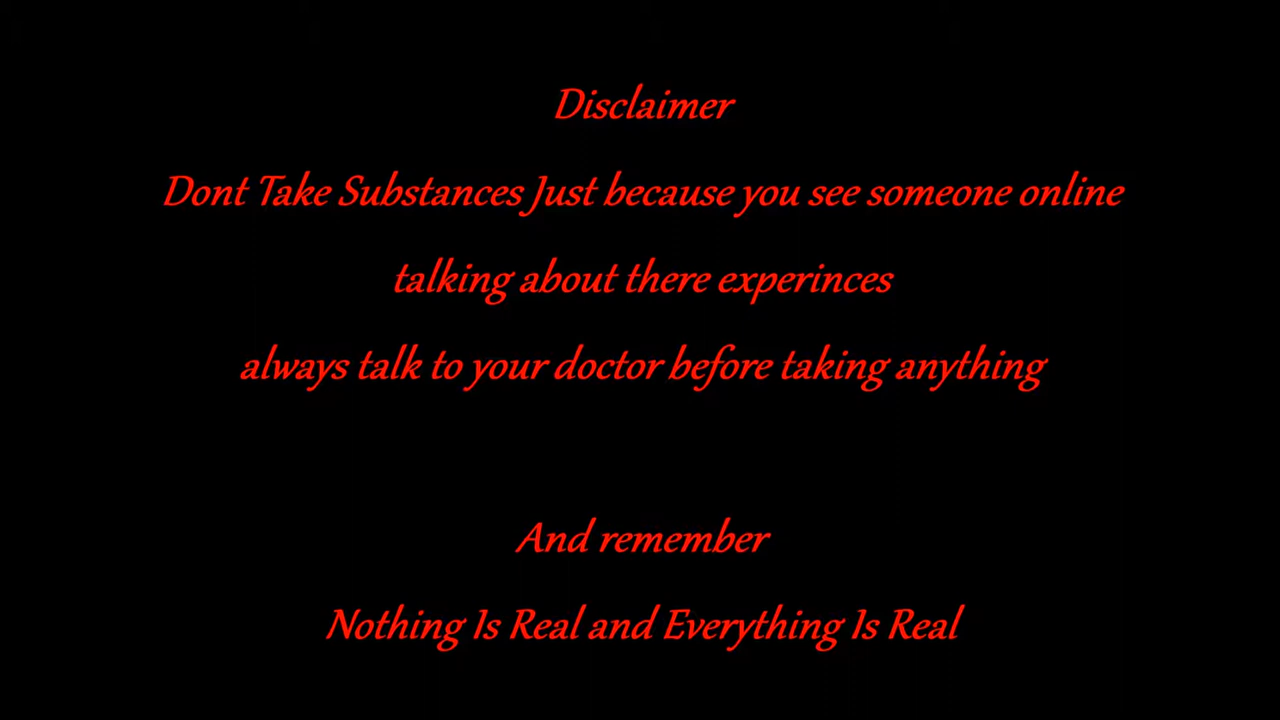 Disclaimer
Dont Take Substances Just because you see someone online
talking about there experinces
always talk to your doctor before taking anything
And remember
Nothing Is Real and Everything Is Real